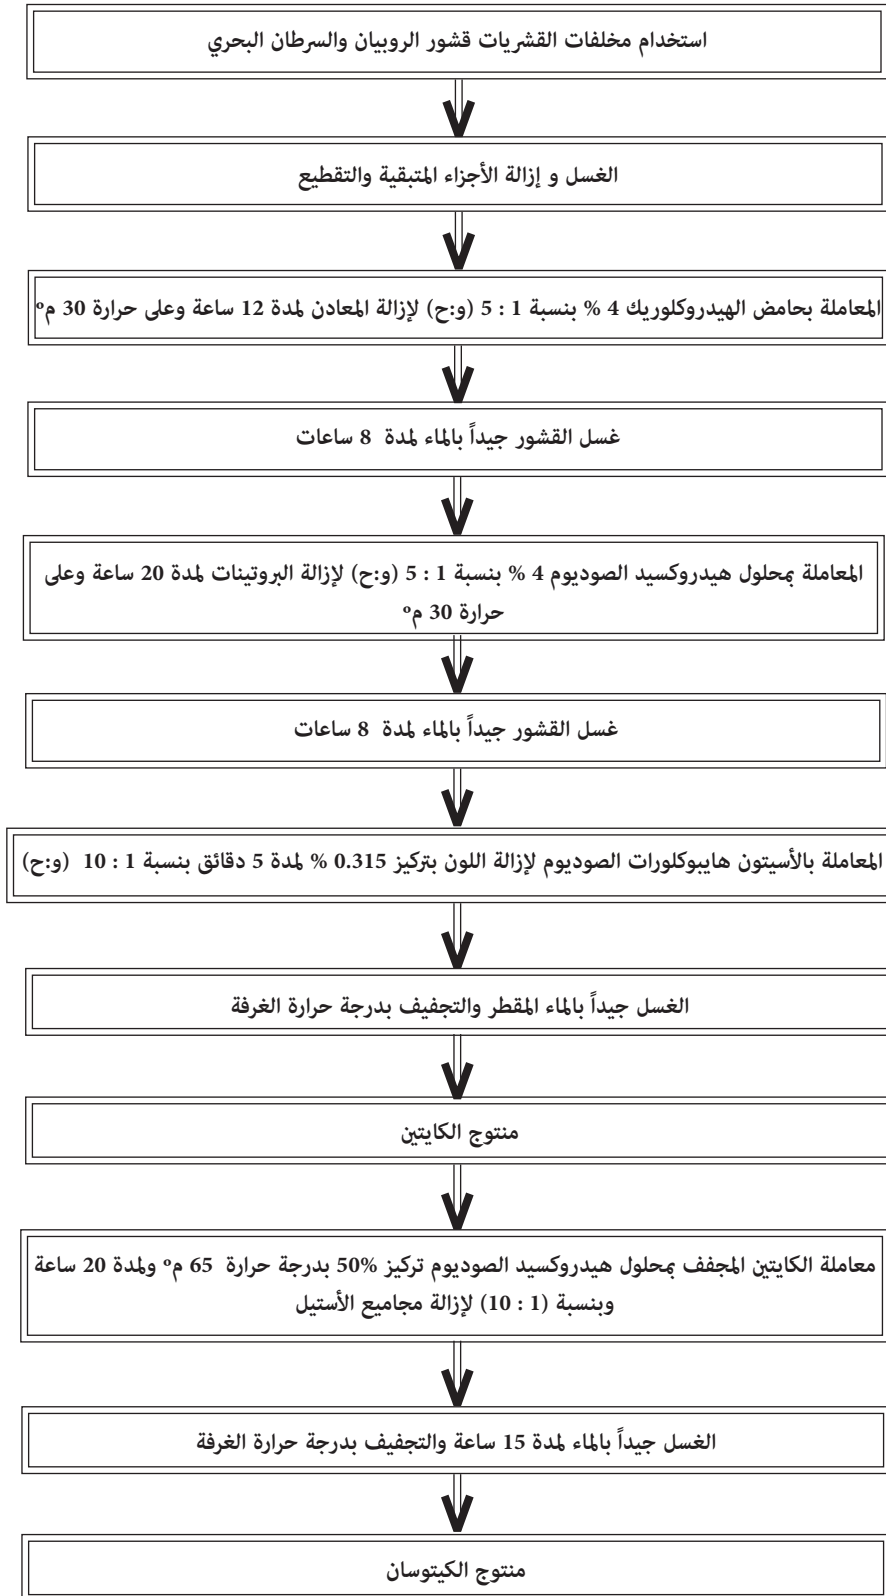 استخدام مخلفات القشريات قشور الروبيان والسرطان البحري
الغسل و إزالة الأجزاء المتبقية والتقطيع
المعاملة بحامض الهيدروكلوريك 4 % بنسبة 1 : 5 (و:ح) لإزالة المعادن لمدة 12 ساعة وعلى حرارة 30 مº
غسل القشور جيداً بالماء لمدة 8 ساعات
المعاملة بمحلول هيدروكسيد الصوديوم 4 % بنسبة 1 : 5 (و:ح) لإزالة البروتينات لمدة 20 ساعة وعلى
حرارة 30 مº
غسل القشور جيداً بالماء لمدة 8 ساعات
المعاملة بالأسيتون هايبوكلورات الصوديوم لإزالة اللون بتركيز 0.315 % لمدة 5 دقائق بنسبة 1 : 10 (و:ح)
الغسل جيداً بالماء المقطر والتجفيف بدرجة حرارة الغرفة
منتوج الكايتين
معاملة الكايتين المجفف بمحلول هيدروكسيد الصوديوم تركيز 50% بدرجة حرارة 65 مº ولمدة 20 ساعة
وبنسبة (1 : 10) لإزالة مجاميع الأستيل
الغسل جيداً بالماء لمدة 15 ساعة والتجفيف بدرجة حرارة الغرفة
منتوج الكيتوسان